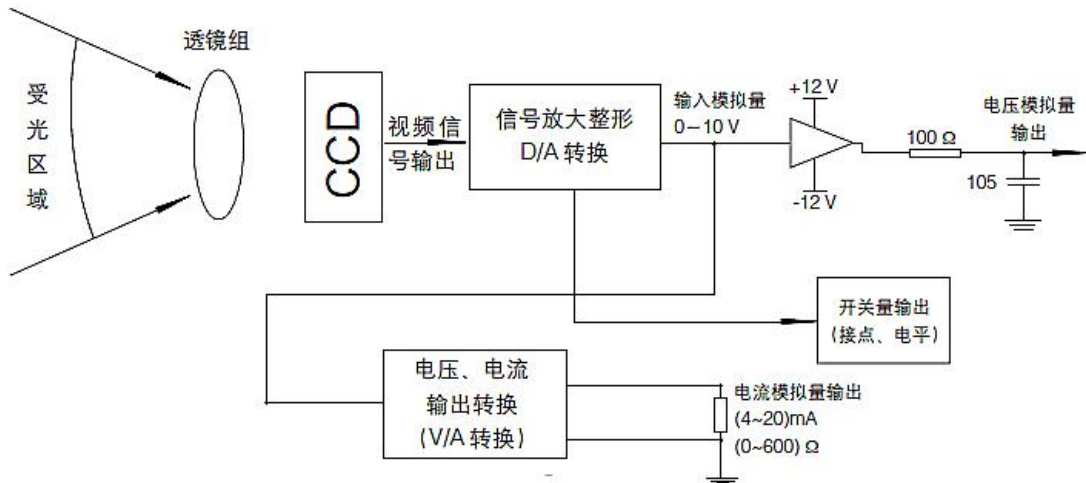 透镜组
受光区域
CCD
视频信
号输出
信号放大整形
D/A 转换
输入模拟量
0－10 V
+12 V
-12 V
100 Ω
电压模拟量
输出
105
开关量输出
(接点、电平)
电压、电流
输出转换
(V/A 转换)
电流模拟量输出
(4~20)mA
(0~600) Ω